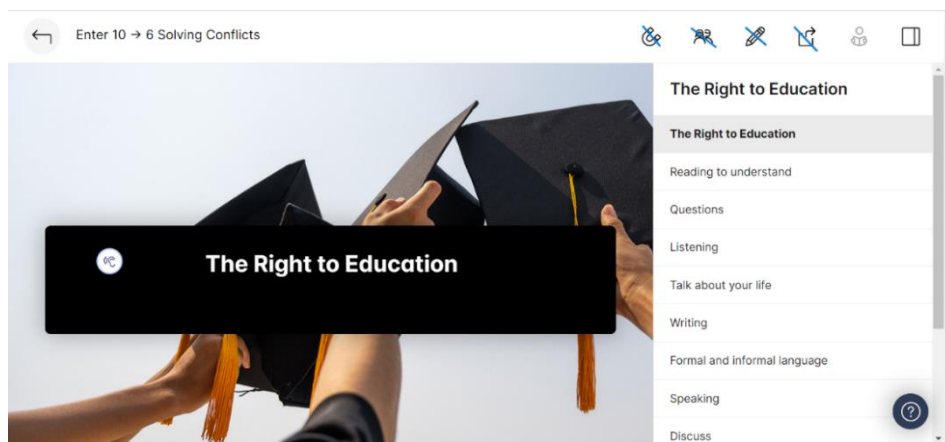 Enter 10 → 6 Solving Conflicts
The Right to Education
The Right to Education
The Right to Education
Reading to understand
Questions
Listening
Talk about your life
Writing
Formal and informal language
Speaking
Discuss